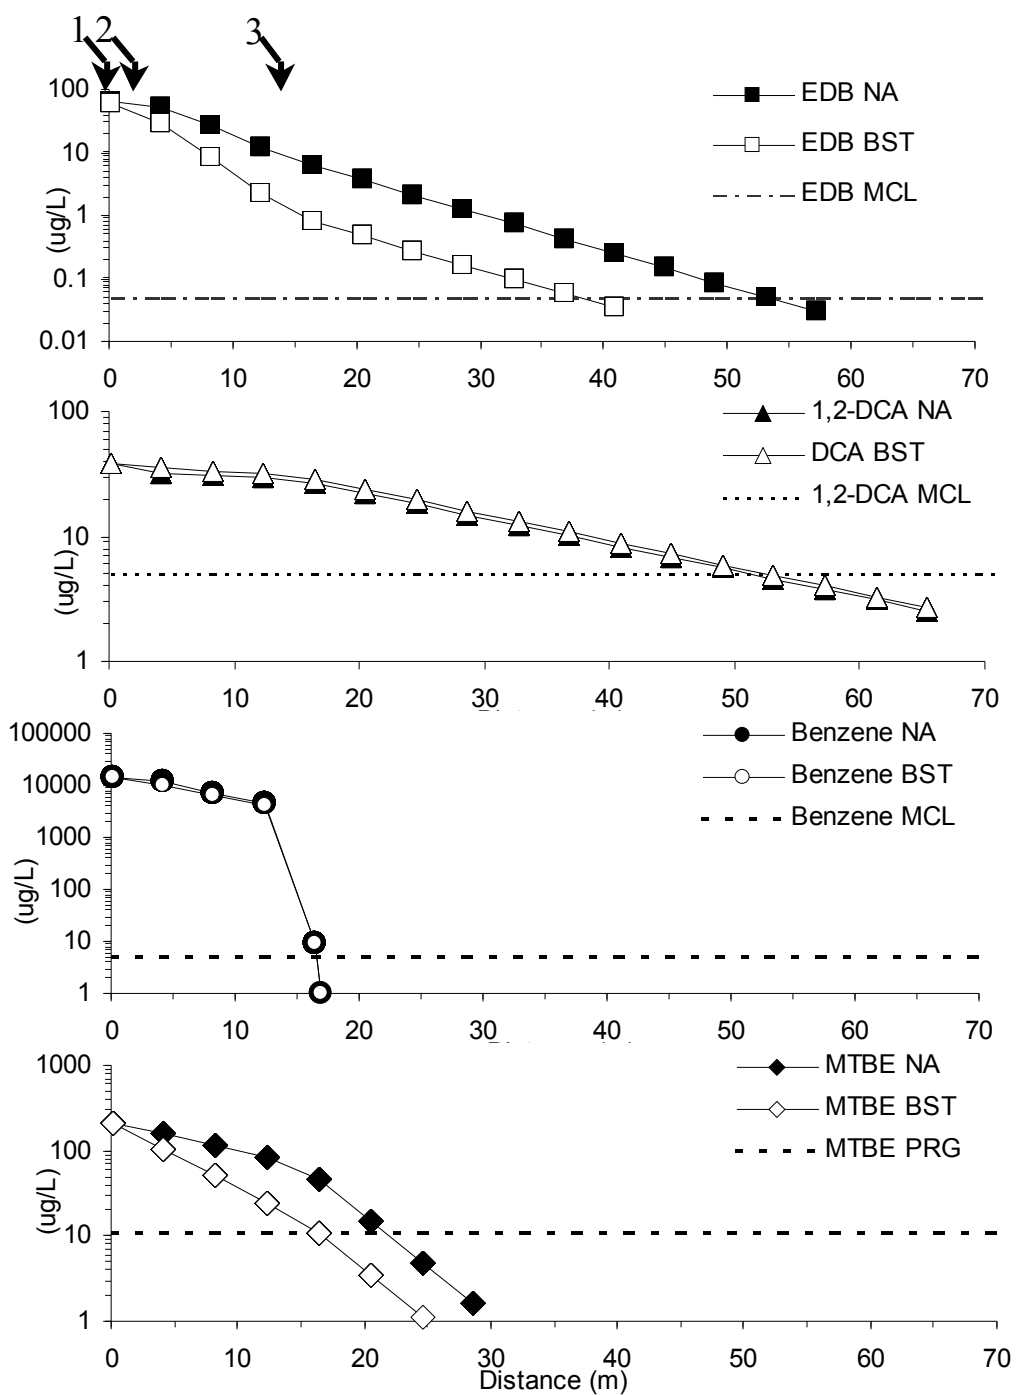 1,2 3
100
10
1
0.1
0.01
(ug/L)
EDB NA
EDB BST
EDB MCL
0 10 20 30 40 50 60 70
100
10
1
(ug/L)
1,2-DCA NA
DCA BST
1,2-DCA MCL
0 10 20 30 40 50 60 70
100000
10000
1000
100
10
1
(ug/L)
Benzene NA
Benzene BST
Benzene MCL
0 10 20 30 40 50 60 70
1000
100
10
1
(ug/L)
MTBE NA
MTBE BST
MTBE PRG
0 10 20 30 40 50 60 70
Distance (m)